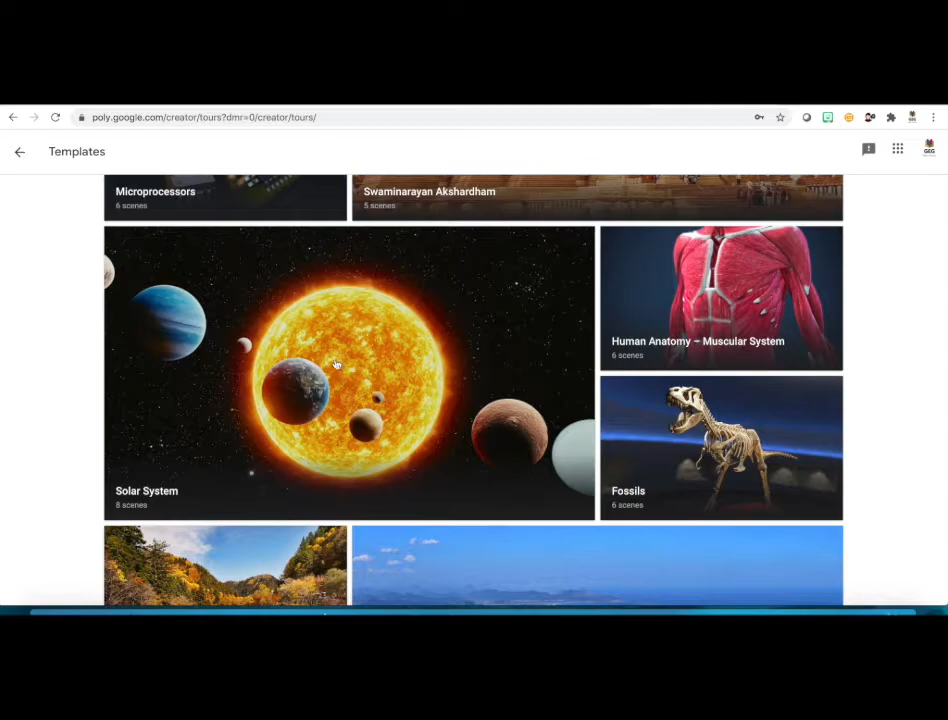 poly.google.com/creator/tours?dmr=0/creator/tours/
Templates
GEG
Microprocessors
6 scenes
Swaminarayan Akshardham
5 scenes
Human Anatomy – Muscular System
6 scenes
Solar System
8 scenes
Fossils
6 scenes